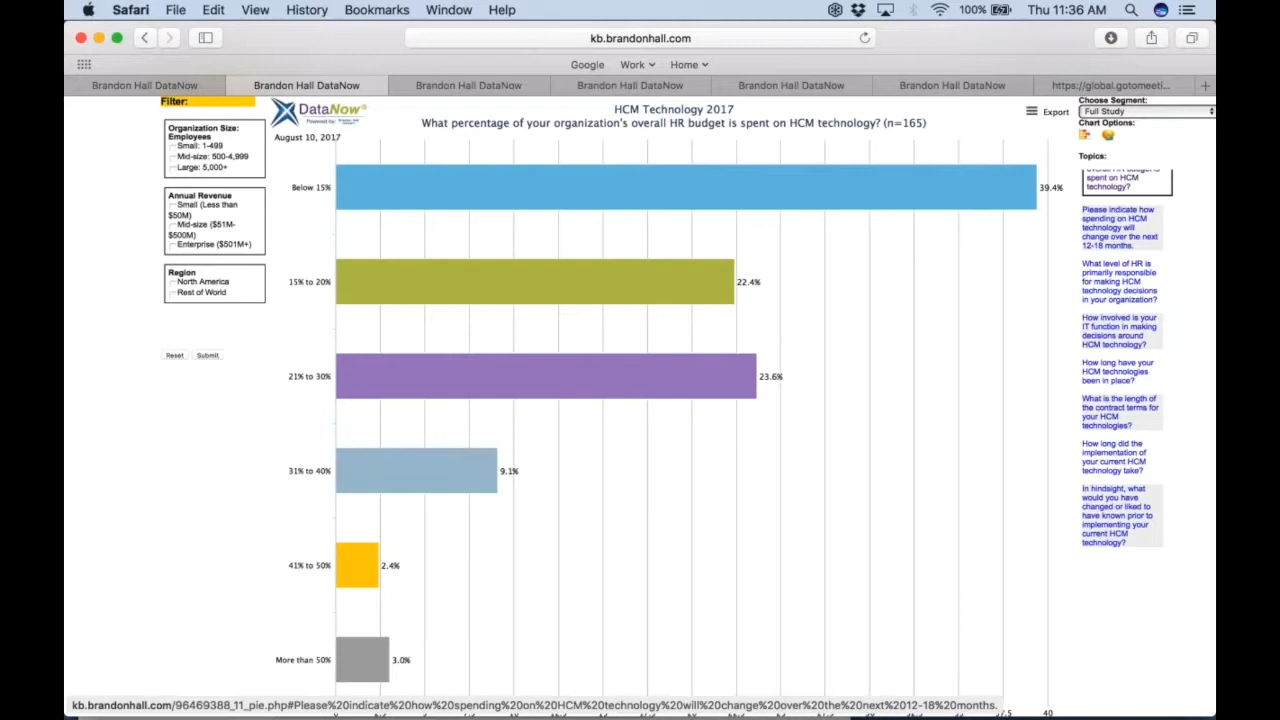 Safari File Edit View History Bookmarks Window Help 100% Thu 11:36 AM
kb.brandonhall.com
Google Work Home
Brandon Hall DataNow Brandon Hall DataNow Brandon Hall DataNow Brandon Hall DataNow Brandon Hall DataNow Brandon Hall DataNow https://global.gotomeeti...
Filter:
Organization Size:
Employees
Small: 1-499
Mid-size: 500-4,999
Large: 5,000+
Annual Revenue
Small (Less than
$50M)
Mid-size ($51M-
$500M)
Enterprise ($501M+)
Region
North America
Rest of World
Reset Submit
DataNow®
Powered by:
August 10, 2017
HCM Technology 2017
What percentage of your organization's overall HR budget is spent on HCM technology? (n=165)
Export
Below 15% 39.4%
15% to 20% 22.4%
21% to 30% 23.6%
31% to 40% 9.1%
41% to 50% 2.4%
More than 50% 3.0%
40
Choose Segment:
Full Study
Chart Options:
Topics:
overall HR budget is
spent on HCM
technology?
Please indicate how
spending on HCM
technology will
change over the next
12-18 months.
What level of HR is
primarily responsible
for making HCM
technology decisions
in your organization?
How involved is your
IT function in making
decisions around
HCM technology?
How long have your
HCM technologies
been in place?
What is the length of
the contract terms for
your HCM
technologies?
How long did the
implementation of
your current HCM
technology take?
In hindsight, what
would you have
changed or liked to
have known prior to
implementing your
current HCM
technology?
kb.brandonhall.com/96469388_11_pie.php#Please%20indicate%20how%20spending%20on%20HCM%20technology%20will%20change%20over%20the%20next%2012-18%20months.